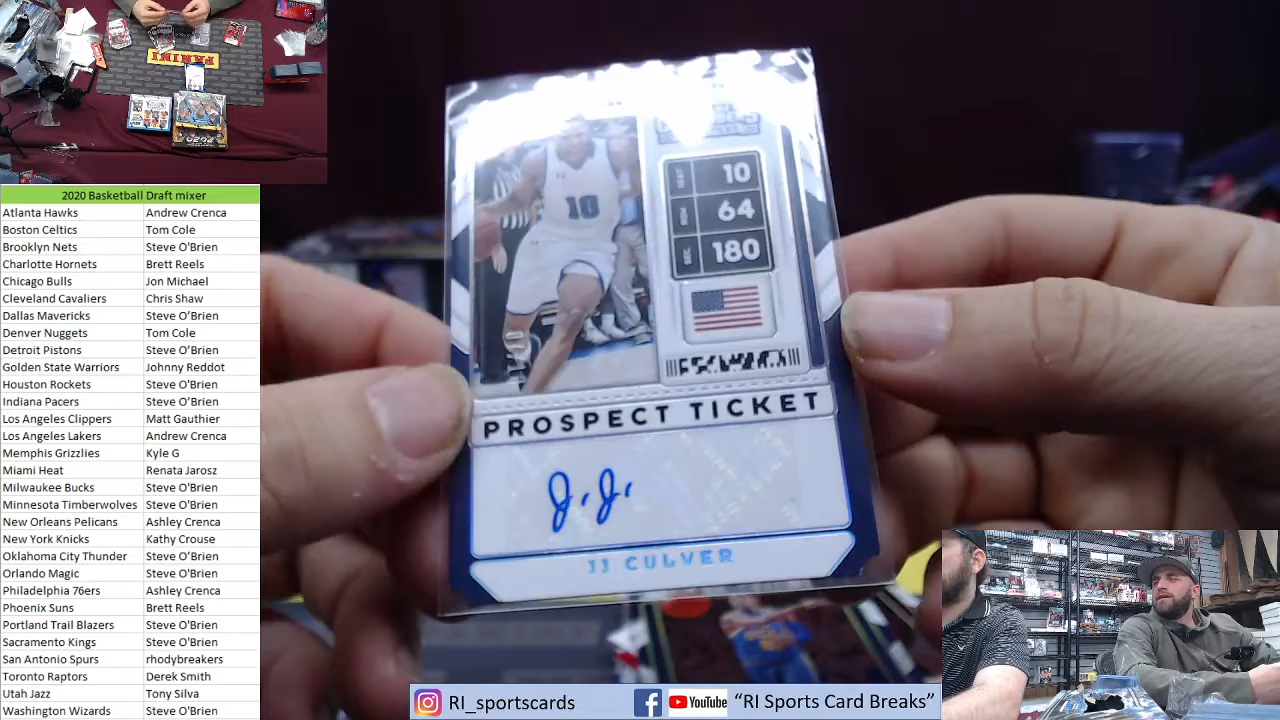 PANINI
2020 Basketball Draft mixer
Atlanta Hawks Andrew Crenca
Boston Celtics Tom Cole
Brooklyn Nets Steve O'Brien
Charlotte Hornets Brett Reels
Chicago Bulls Jon Michael
Cleveland Cavaliers Chris Shaw
Dallas Mavericks Steve O'Brien
Denver Nuggets Tom Cole
Detroit Pistons Steve O'Brien
Golden State Warriors Johnny Reddot
Houston Rockets Steve O'Brien
Indiana Pacers Steve O'Brien
Los Angeles Clippers Matt Gauthier
Los Angeles Lakers Andrew Crenca
Memphis Grizzlies Kyle G
Miami Heat Renata Jarosz
Milwaukee Bucks Steve O'Brien
Minnesota Timberwolves Steve O'Brien
New Orleans Pelicans Ashley Crenca
New York Knicks Kathy Crouse
Oklahoma City Thunder Steve O'Brien
Orlando Magic Steve O'Brien
Philadelphia 76ers Ashley Crenca
Phoenix Suns Brett Reels
Portland Trail Blazers Steve O'Brien
Sacramento Kings Steve O'Brien
San Antonio Spurs rhodybreakers
Toronto Raptors Derek Smith
Utah Jazz Tony Silva
Washington Wizards Steve O'Brien
10
SEAT 10
ROW 64
SEC 180
PROSPECT TICKET
J.J.
JJ CULVER
RI_sportscards
YouTube "RI Sports Card Breaks"